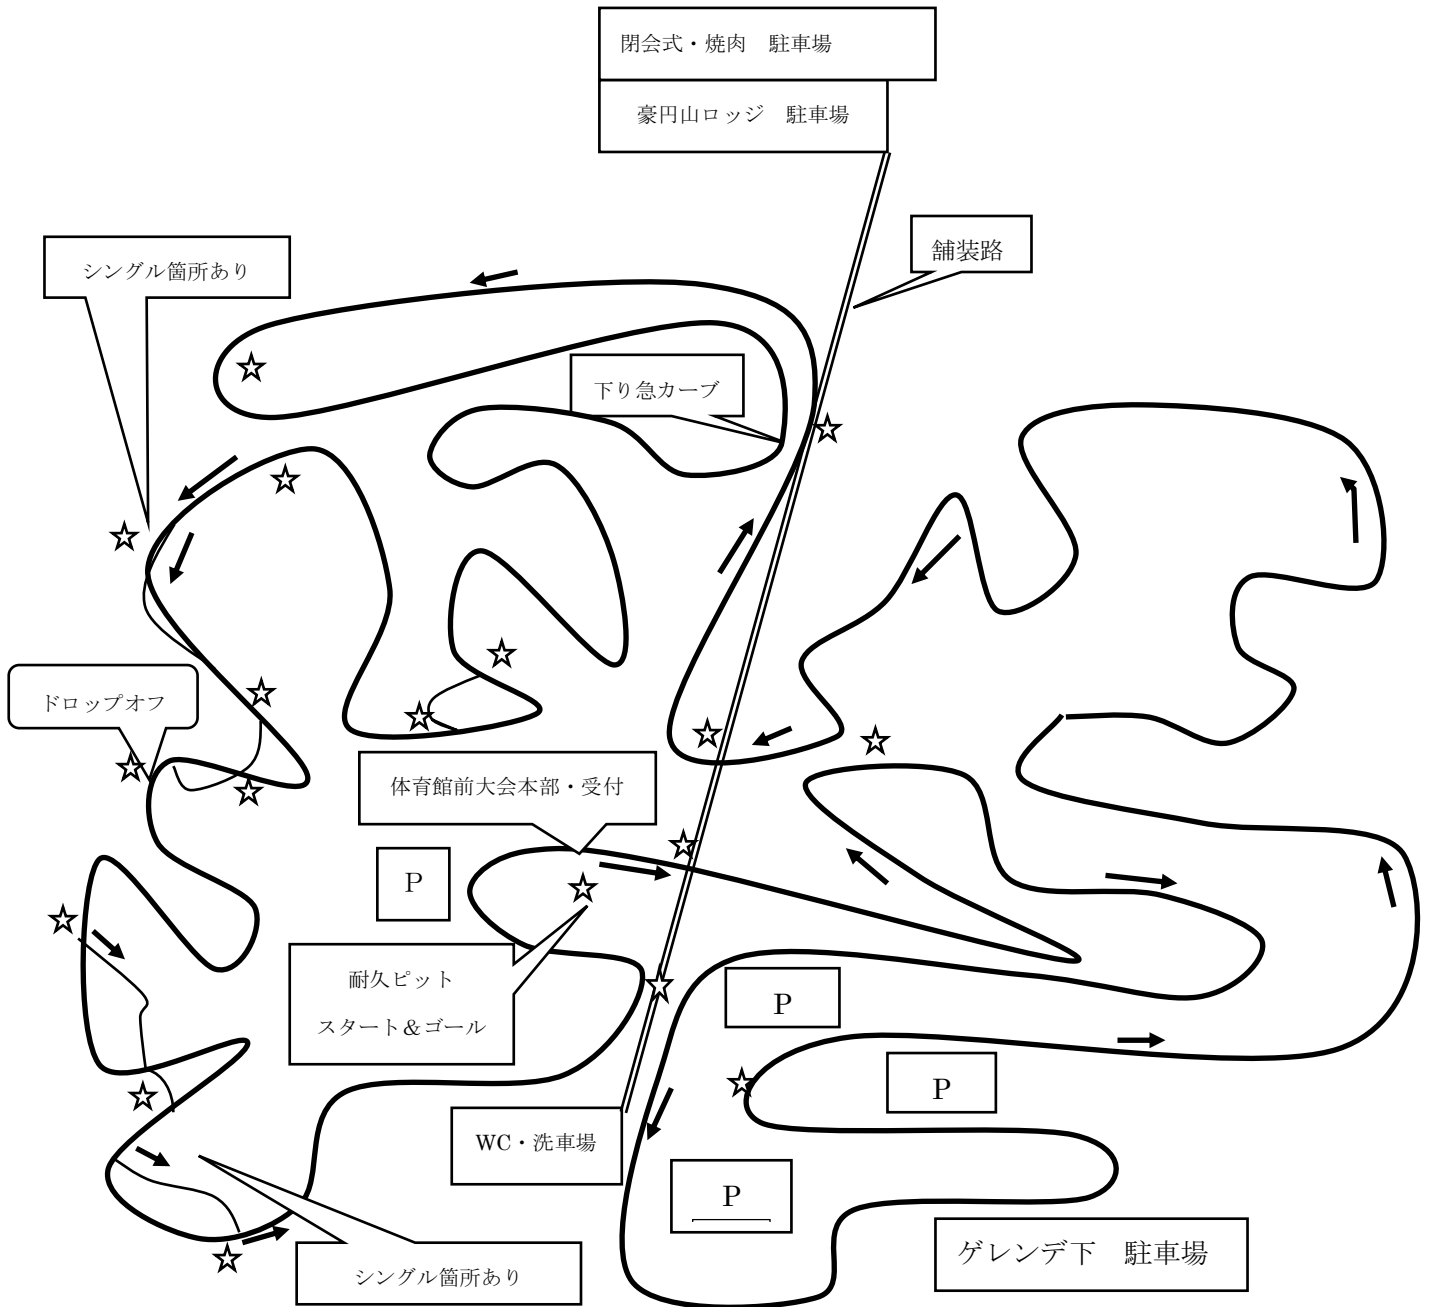 閉会式・焼肉　駐車場
豪円山ロッジ　駐車場
舗装路
シングル箇所あり
下り急カーブ
ドロップオフ
体育館前大会本部・受付
P
耐久ピット
スタート＆ゴール
P
P
WC・洗車場
P
ゲレンデ下　駐車場
シングル箇所あり